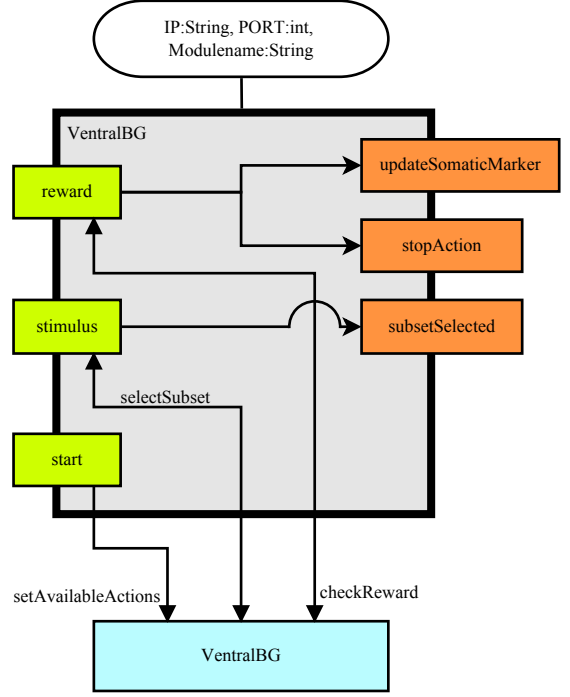 IP:String, PORT:int,
Modulename:String
VentralBG
updateSomaticMarker
reward
stopAction
stimulus
subsetSelected
selectSubset
start
setAvailableActions
checkReward
VentralBG